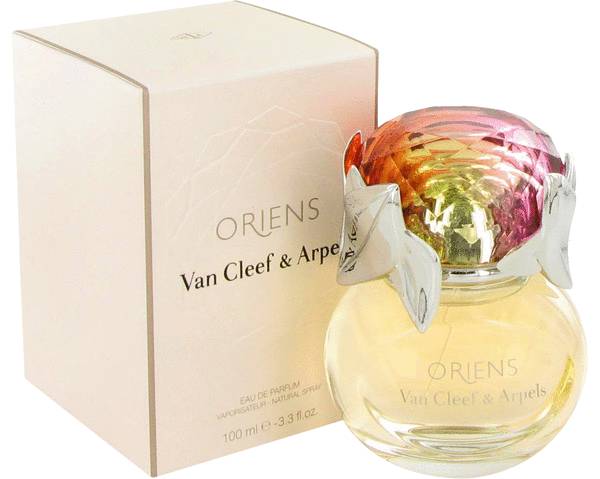 ORIENS
Van Cleef & Arpels
EAU DE PARFUM
VAPORISATEUR - NATURAL SPRAY
100 ml ℮ -3.3 fl.oz.
ORIENS
Van Cleef & Arpels